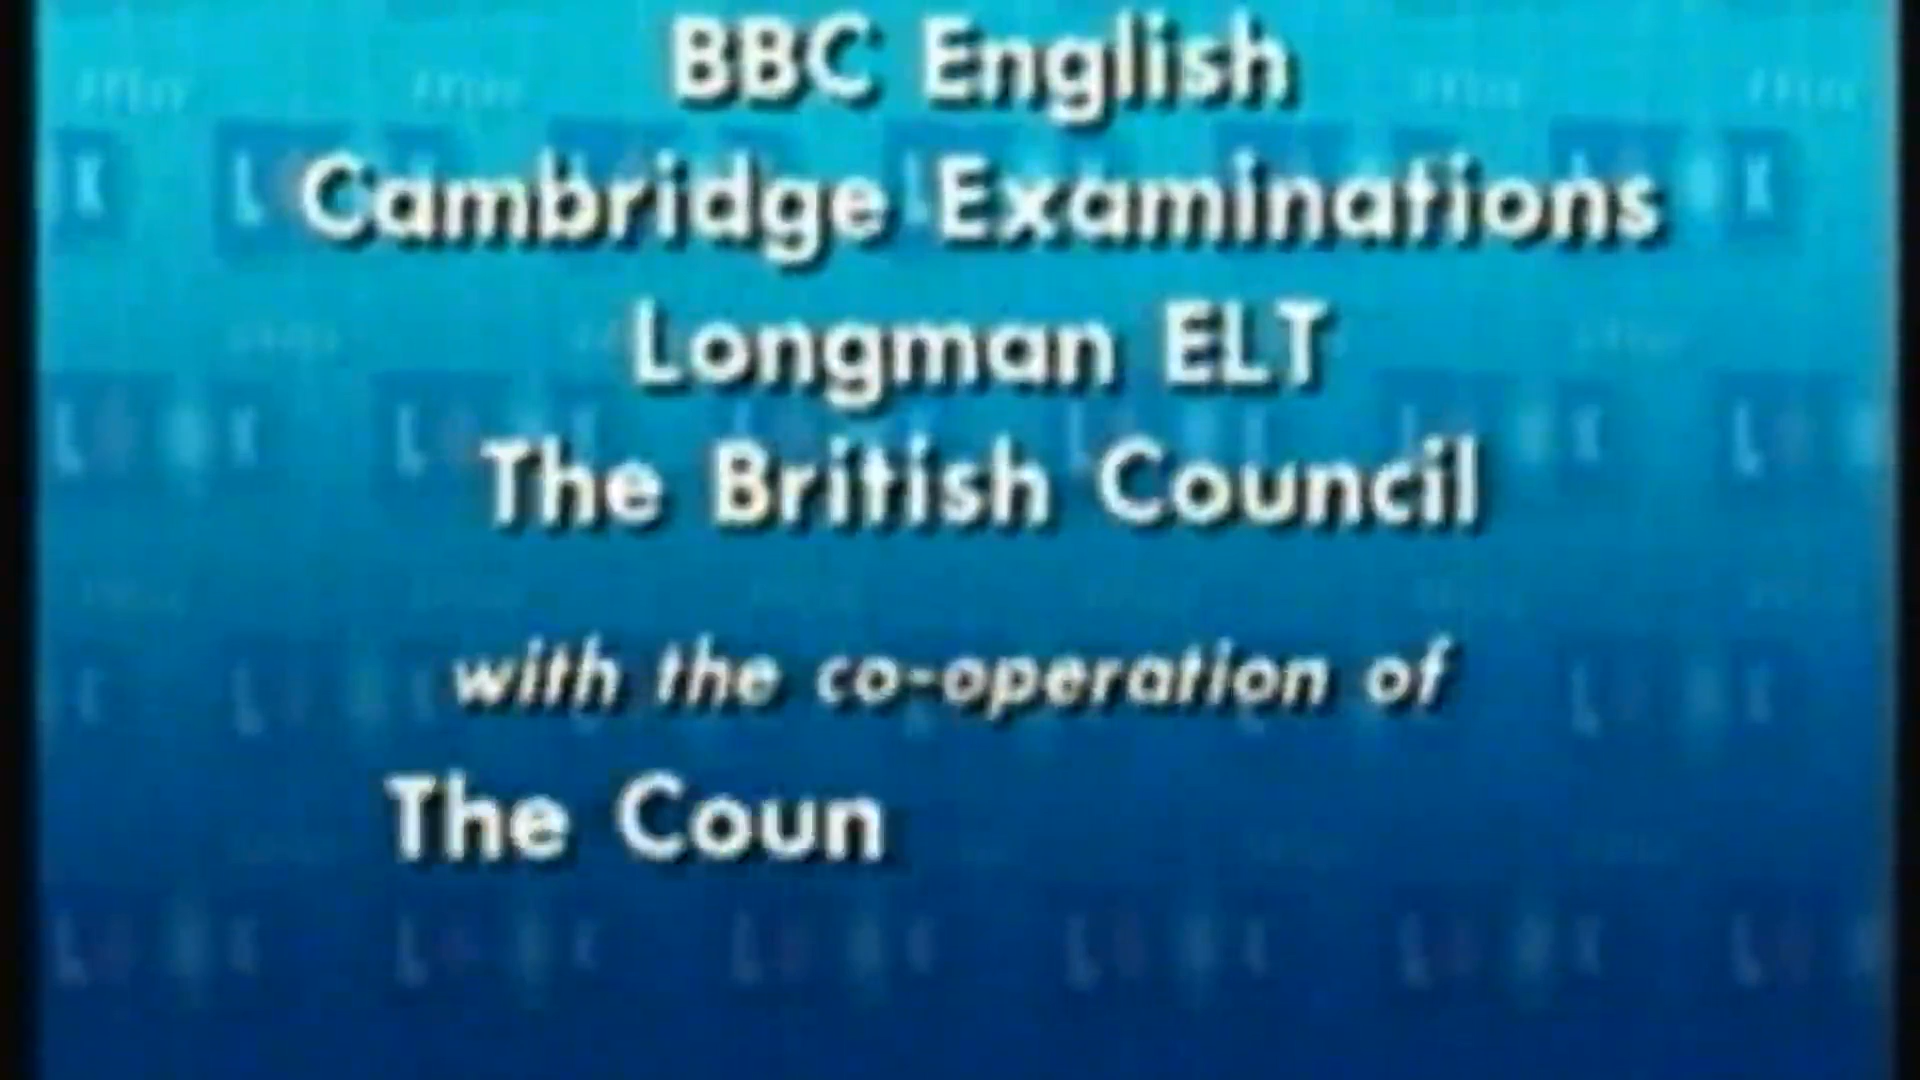 BBC English
Cambridge Examinations
Longman ELT
The British Council
with the co-operation of
The Coun